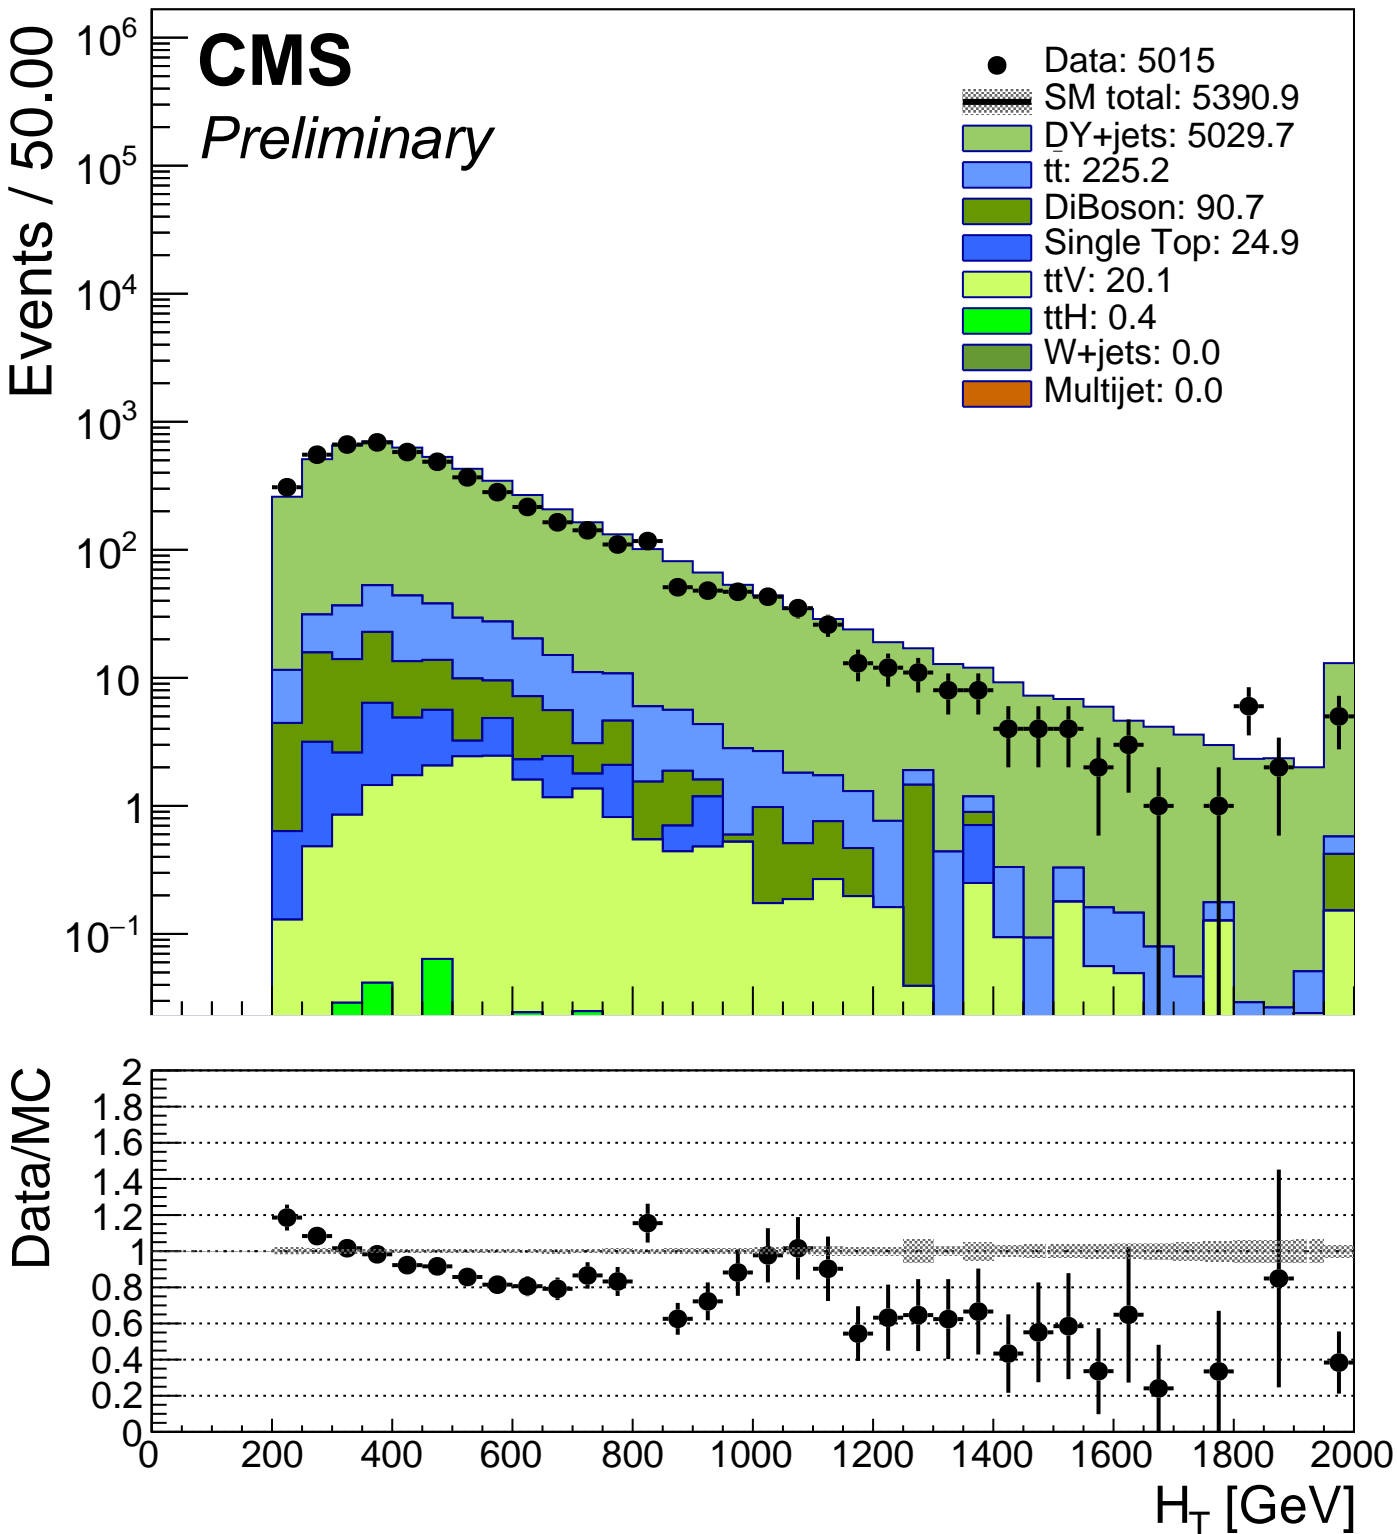 CMS
Preliminary
Data: 5015
SM total: 5390.9
DY+jets: 5029.7
tt̄: 225.2
DiBoson: 90.7
Single Top: 24.9
ttV: 20.1
ttH: 0.4
W+jets: 0.0
Multijet: 0.0
Events / 50.00
10⁶
10⁵
10⁴
10³
10²
10
1
10⁻¹
Data/MC
2
1.8
1.6
1.4
1.2
1
0.8
0.6
0.4
0.2
0
0 200 400 600 800 1000 1200 1400 1600 1800 2000
H_T [GeV]